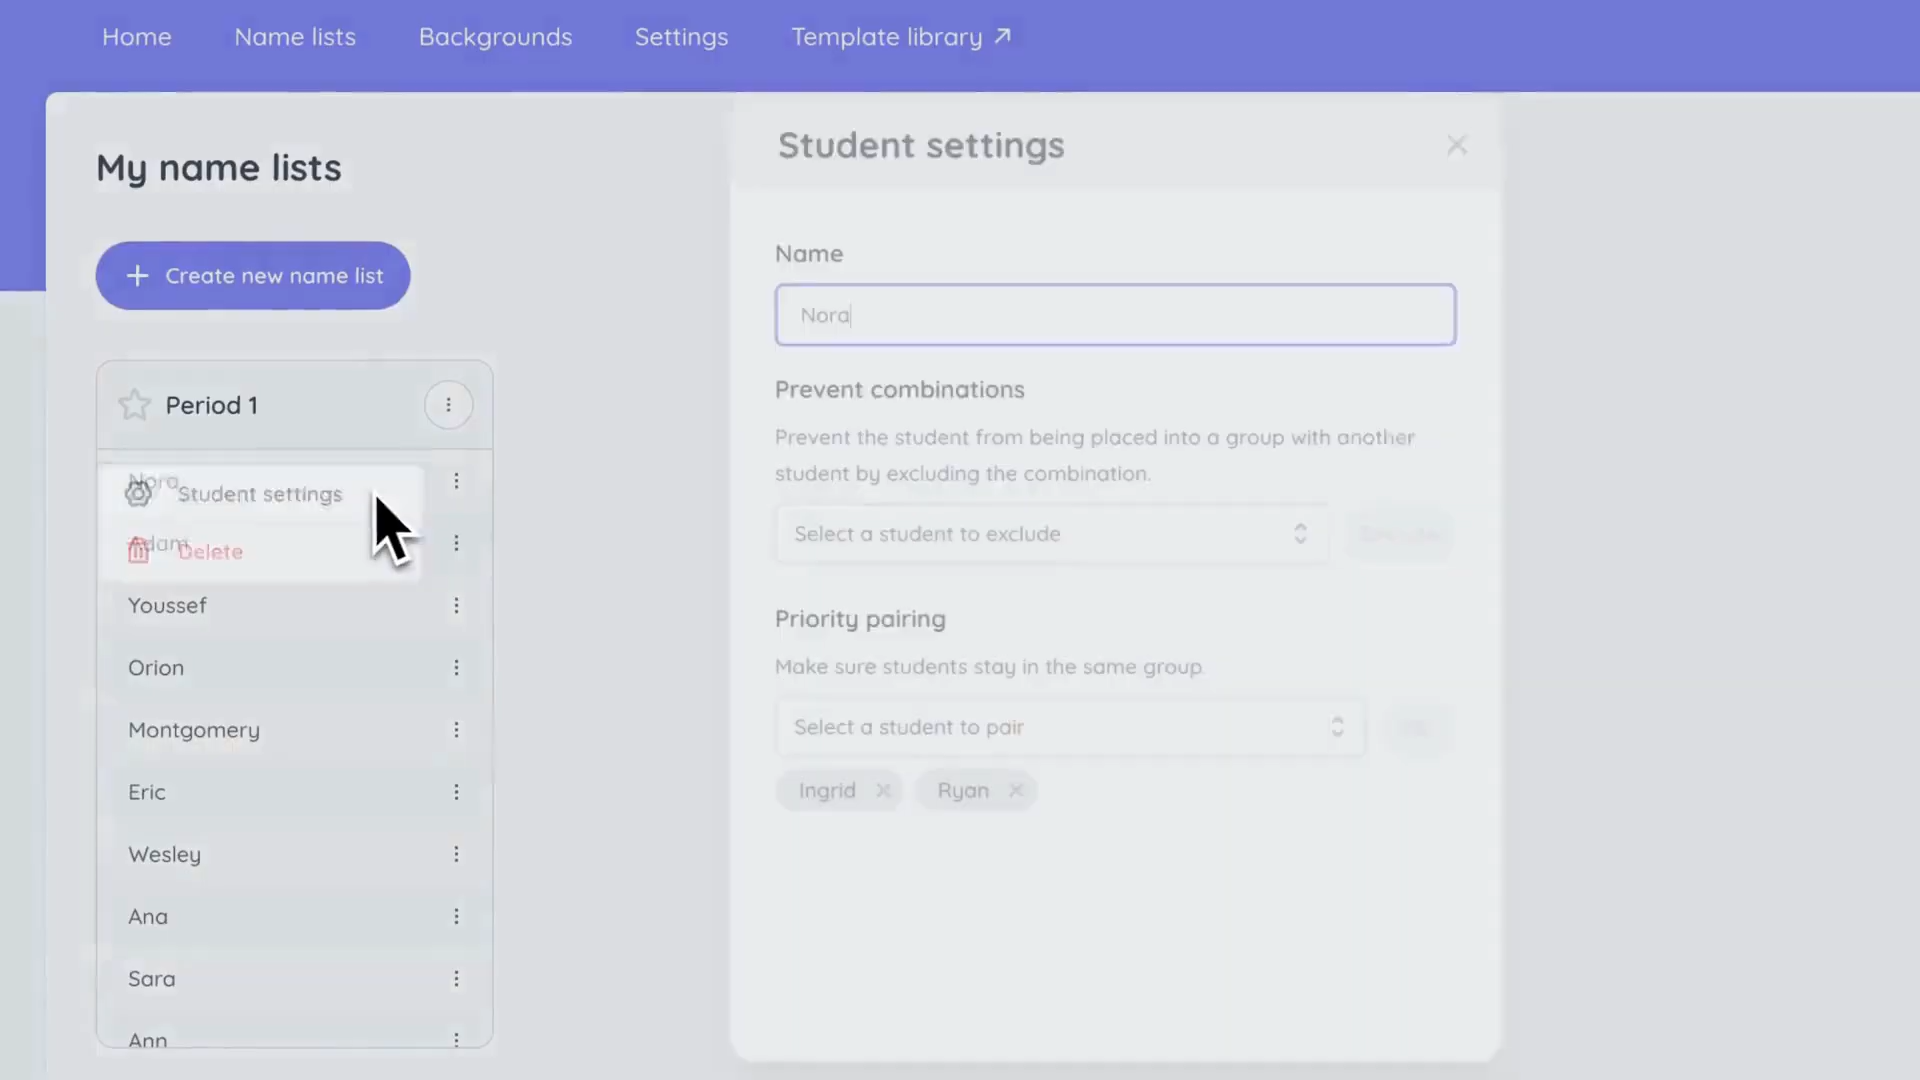 Home Name lists Backgrounds Settings Template library
My name lists
Create new name list
Period 1
Nora
Student settings
Adam
Delete
Youssef
Orion
Montgomery
Eric
Wesley
Ana
Sara
Ann
Student settings
Name
Nora
Prevent combinations
Prevent the student from being placed into a group with another
student by excluding the combination.
Select a student to exclude
Priority pairing
Make sure students stay in the same group
Select a student to pair
Ingrid Ryan